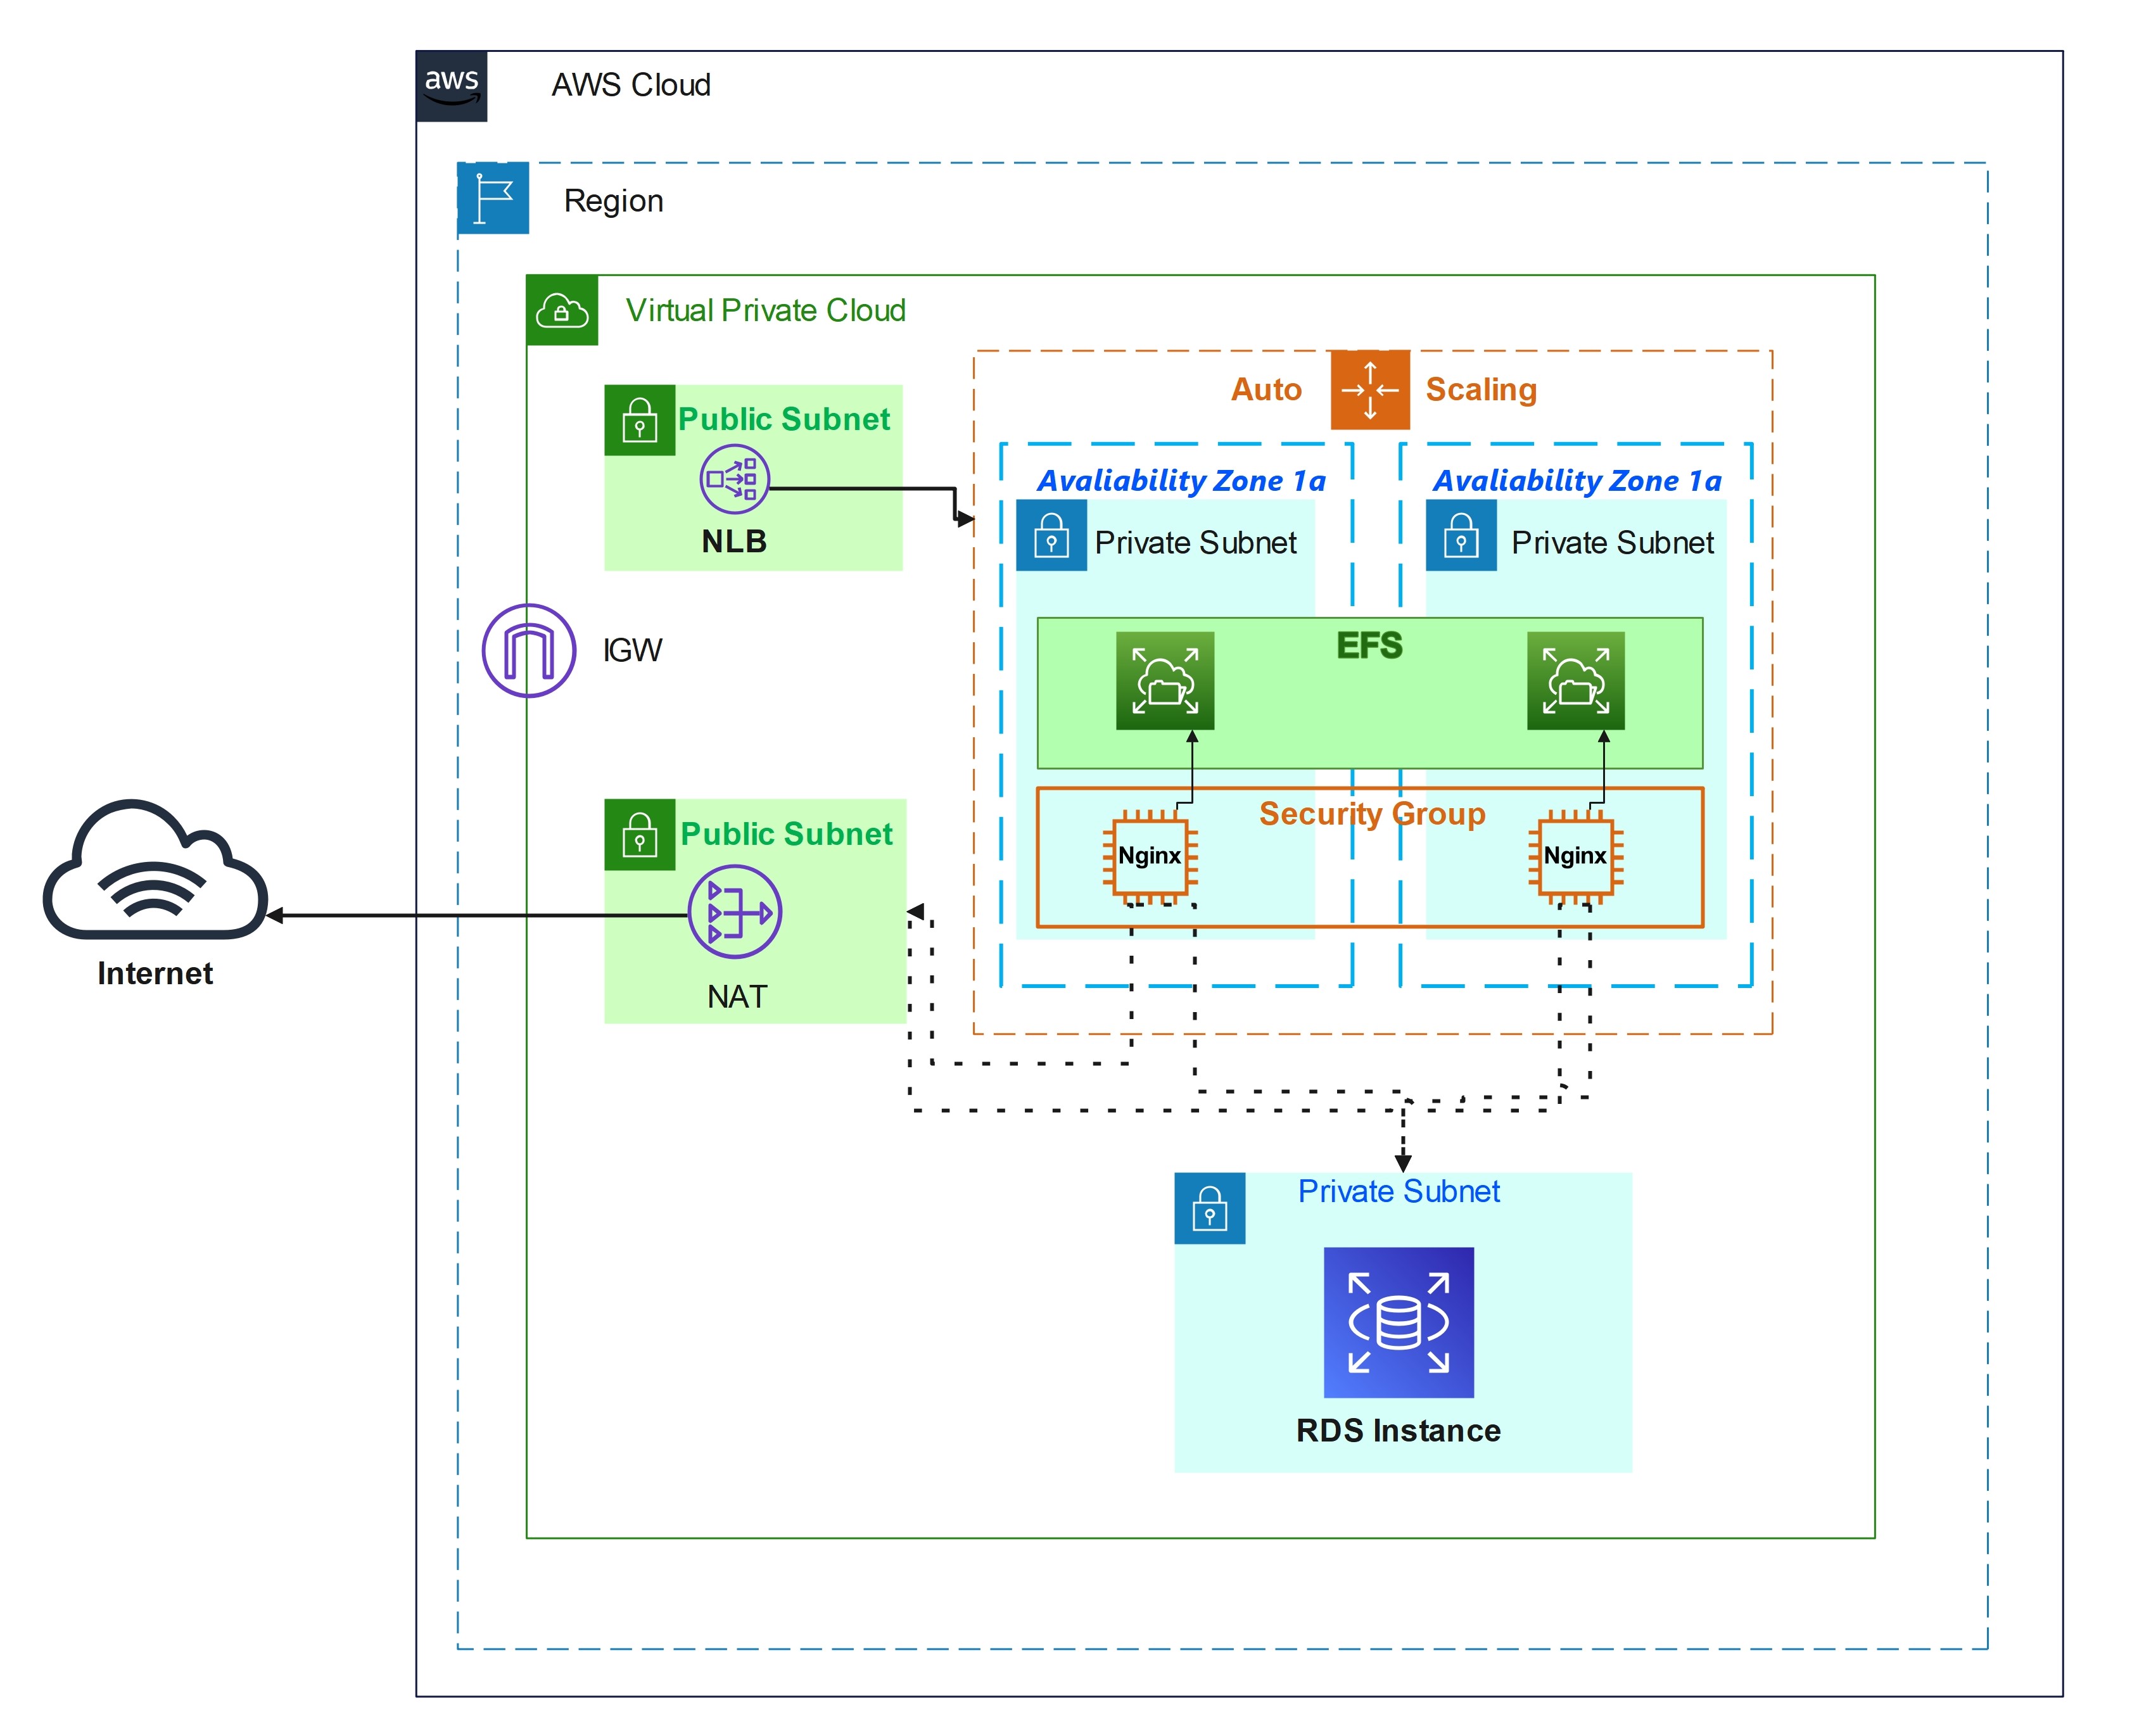 aws
AWS Cloud
Region
Virtual Private Cloud
Auto Scaling
Public Subnet
NLB
Avaliability Zone 1a
Avaliability Zone 1a
Private Subnet
Private Subnet
EFS
IGW
Security Group
Nginx
Nginx
Public Subnet
NAT
Internet
Private Subnet
RDS Instance